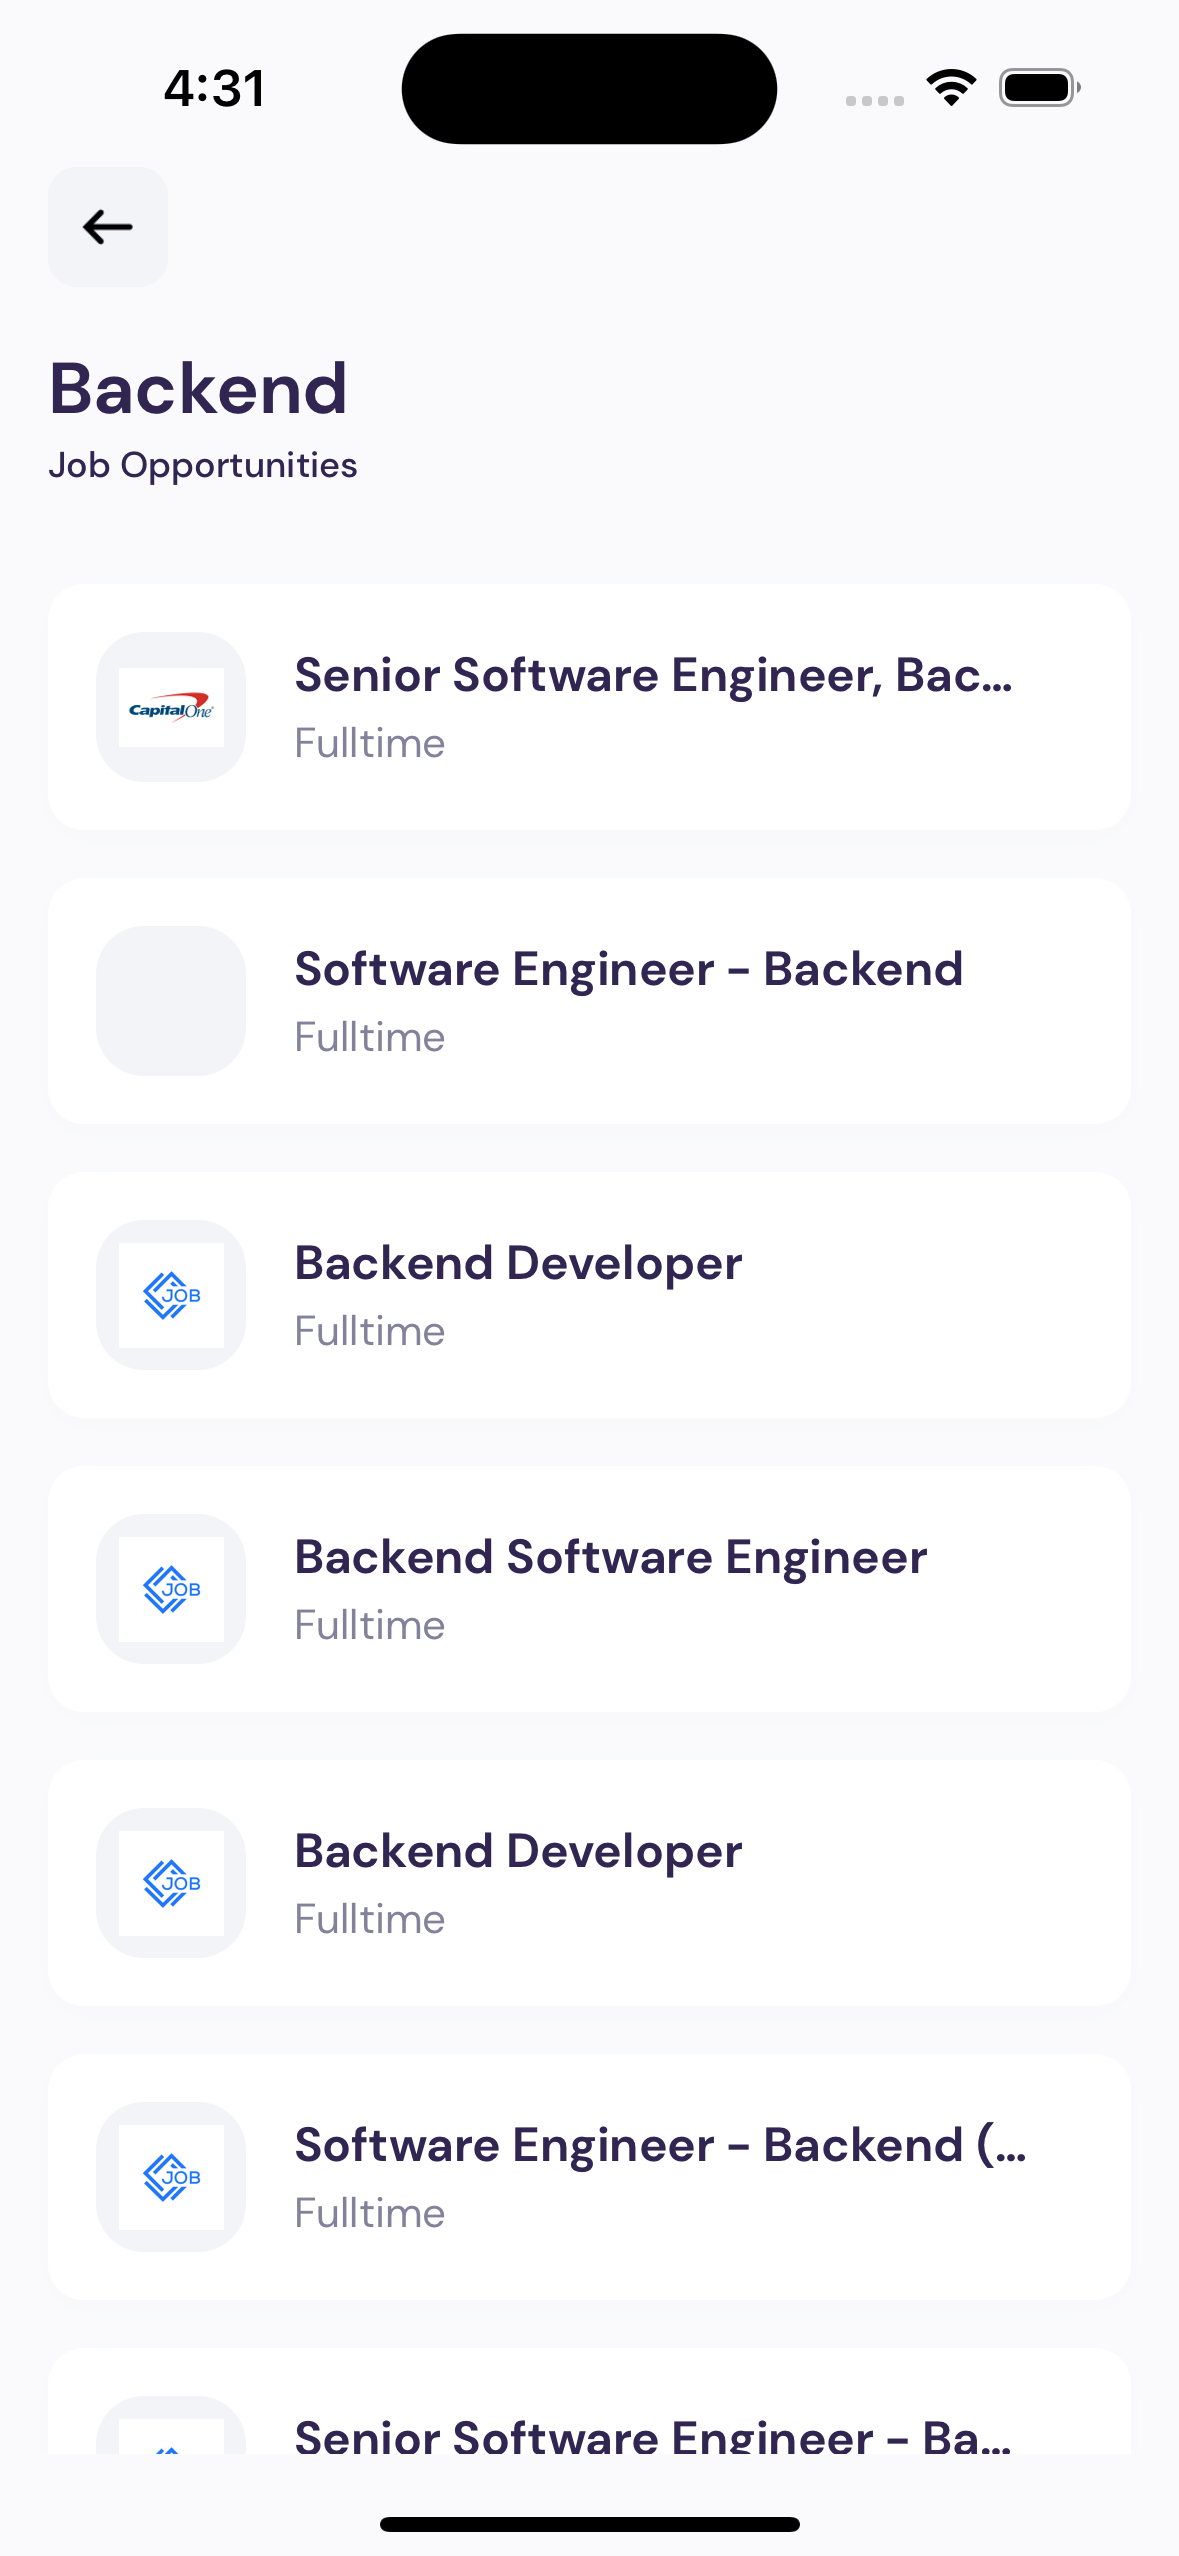 4:31
Backend
Job Opportunities
CapitalOne
Senior Software Engineer, Bac...
Fulltime
Software Engineer - Backend
Fulltime
JOB
Backend Developer
Fulltime
JOB
Backend Software Engineer
Fulltime
JOB
Backend Developer
Fulltime
JOB
Software Engineer - Backend (...
Fulltime
Senior Software Engineer - Ba...